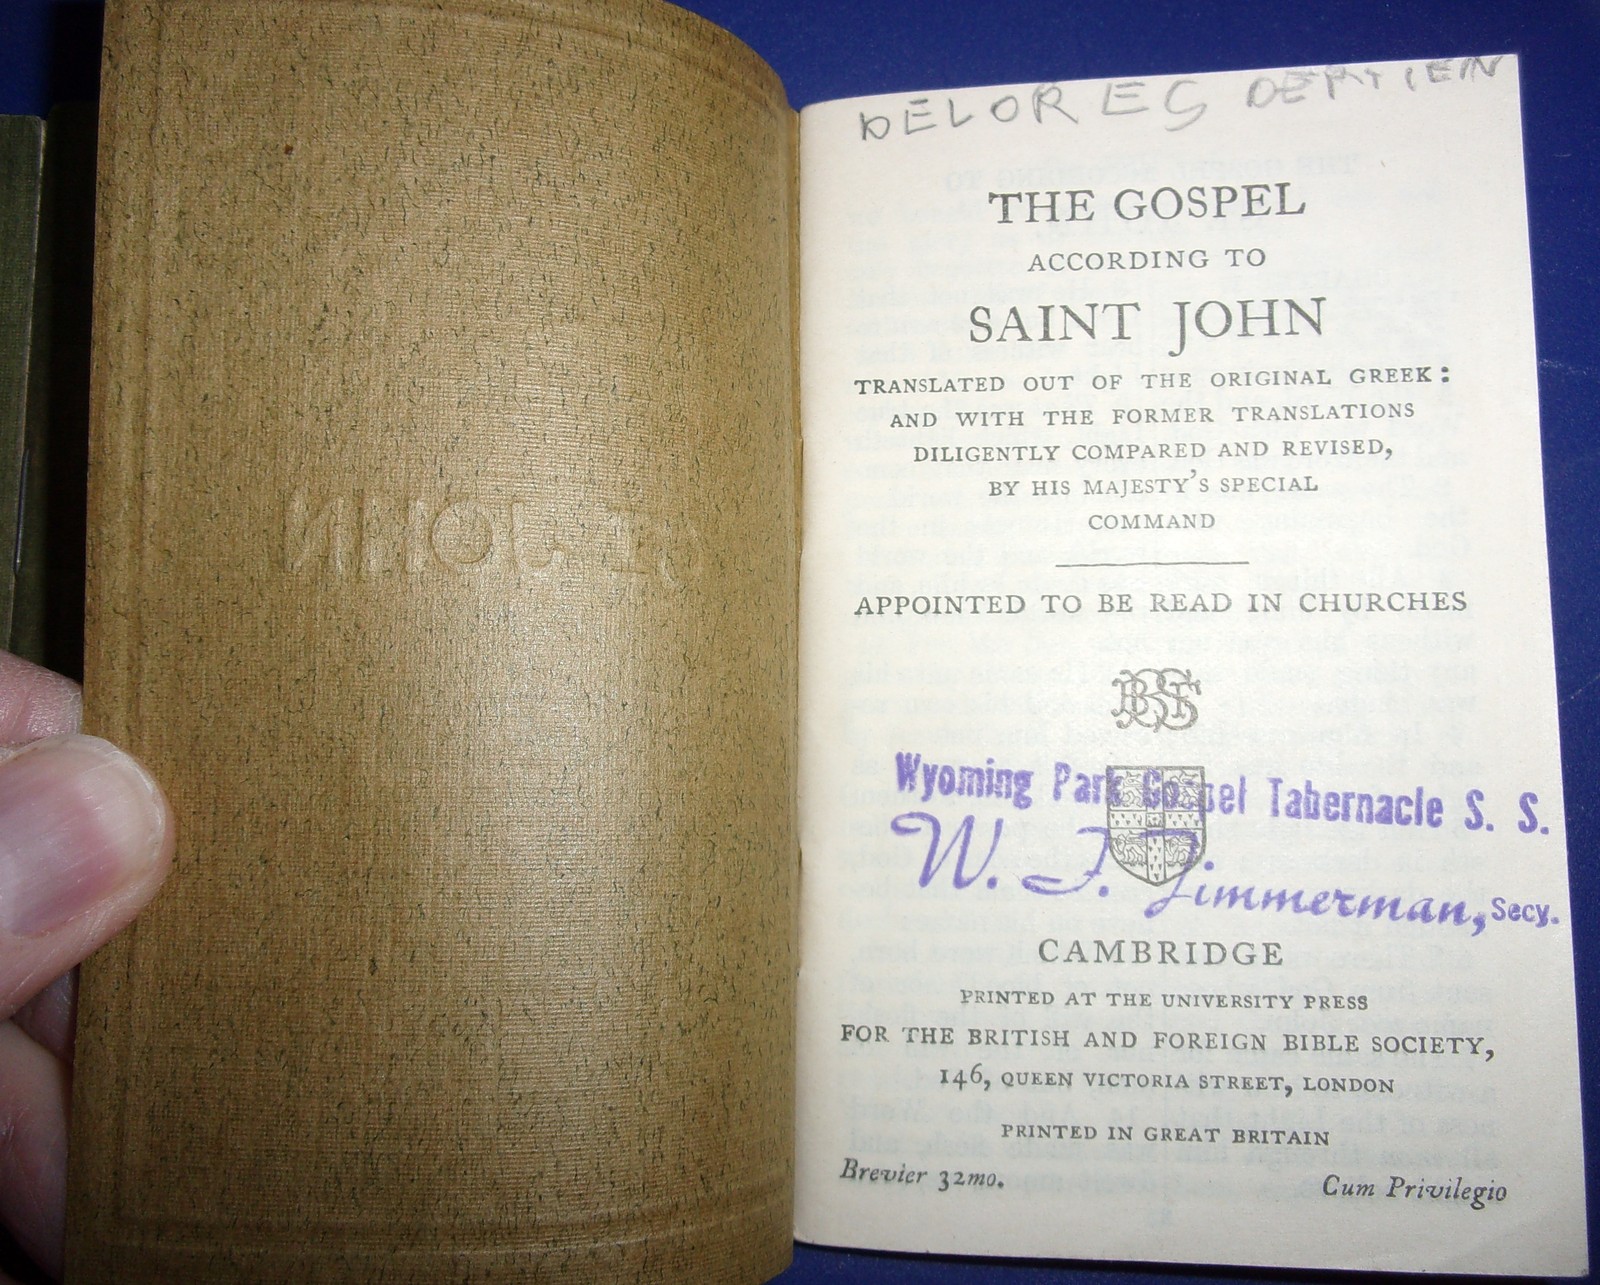 DELORES
THE GOSPEL
ACCORDING TO
SAINT JOHN
TRANSLATED OUT OF THE ORIGINAL GREEK:
AND WITH THE FORMER TRANSLATIONS
DILIGENTLY COMPARED AND REVISED,
BY HIS MAJESTY'S SPECIAL
COMMAND
APPOINTED TO BE READ IN CHURCHES
BFBS
Wyoming Park Gospel Tabernacle S. S.
W. J. Zimmerman, Secy.
CAMBRIDGE
PRINTED AT THE UNIVERSITY PRESS
FOR THE BRITISH AND FOREIGN BIBLE SOCIETY,
146, QUEEN VICTORIA STREET, LONDON
PRINTED IN GREAT BRITAIN
Brevier 32mo. Cum Privilegio